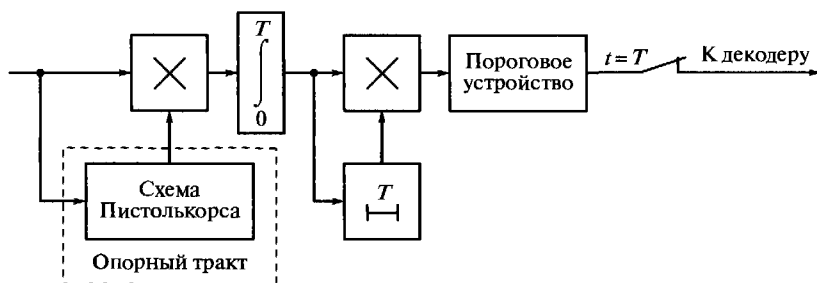 T
∫
0
Пороговое
устройство
t = T
К декодеру
Схема
Пистолькорса
T
Опорный тракт